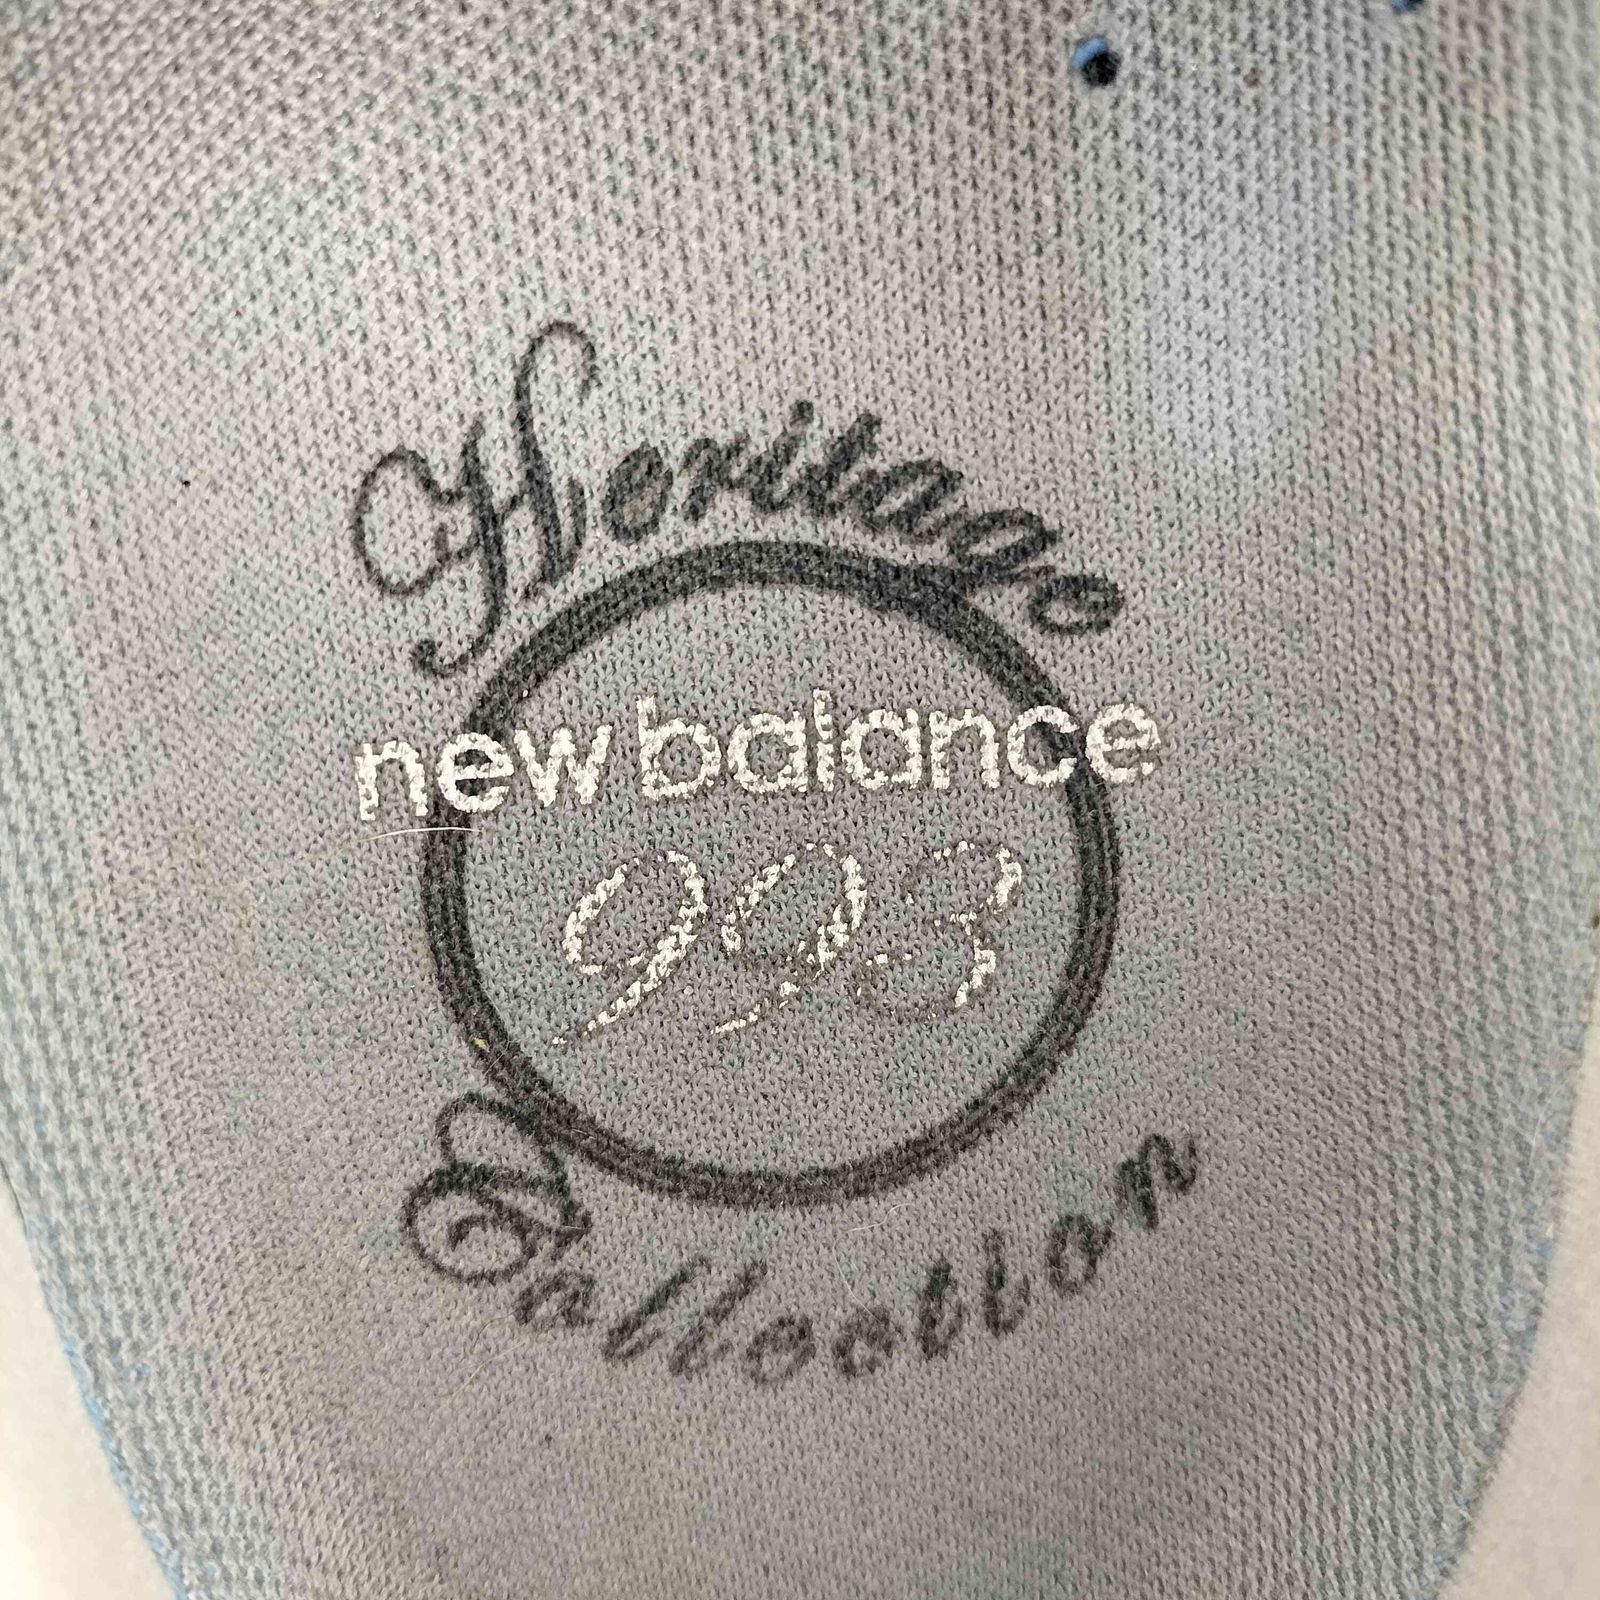 Heritage
new balance
993
Collection